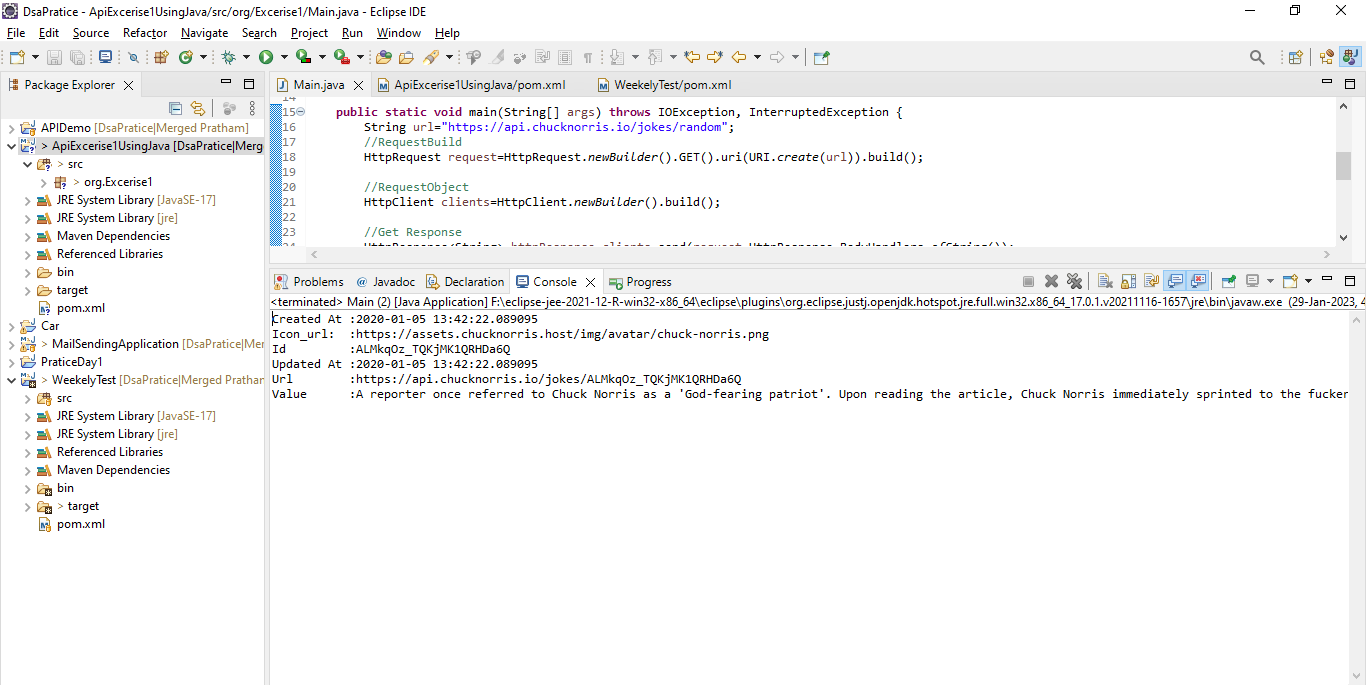 DsaPratice - ApiExcerise1UsingJava/src/org/Excerise1/Main.java - Eclipse IDE
File Edit Source Refactor Navigate Search Project Run Window Help
Package Explorer
APIDemo [DsaPratice|Merged Pratham]
> ApiExcerise1UsingJava [DsaPratice|Merg
> src
> org.Excerise1
JRE System Library [JavaSE-17]
JRE System Library [jre]
Maven Dependencies
Referenced Libraries
bin
target
pom.xml
Car
> MailSendingApplication [DsaPratice|Mer
PraticeDay1
> WeekelyTest [DsaPratice|Merged Prathan
src
JRE System Library [JavaSE-17]
JRE System Library [jre]
Referenced Libraries
Maven Dependencies
bin
> target
pom.xml
Main.java ApiExcerise1UsingJava/pom.xml WeekelyTest/pom.xml
14
15 public static void main(String[] args) throws IOException, InterruptedException {
16 String url="https://api.chucknorris.io/jokes/random";
17 //RequestBuild
18 HttpRequest request=HttpRequest.newBuilder().GET().uri(URI.create(url)).build();
19
20 //RequestObject
21 HttpClient clients=HttpClient.newBuilder().build();
22
23 //Get Response
24 HttpResponse<String> httpResponse=clients.send(request,HttpResponse.BodyHandlers.ofString());
Problems Javadoc Declaration Console Progress
<terminated> Main (2) [Java Application] F:\eclipse-jee-2021-12-R-win32-x86_64\eclipse\plugins\org.eclipse.justj.openjdk.hotspot.jre.full.win32.x86_64_17.0.1.v20211116-1657\jre\bin\javaw.exe (29-Jan-2023, 4
Created At :2020-01-05 13:42:22.089095
Icon_url: :https://assets.chucknorris.host/img/avatar/chuck-norris.png
Id :ALMkqOz_TQKjMK1QRHDa6Q
Updated At :2020-01-05 13:42:22.089095
Url :https://api.chucknorris.io/jokes/ALMkqOz_TQKjMK1QRHDa6Q
Value :A reporter once referred to Chuck Norris as a 'God-fearing patriot'. Upon reading the article, Chuck Norris immediately sprinted to the fucker